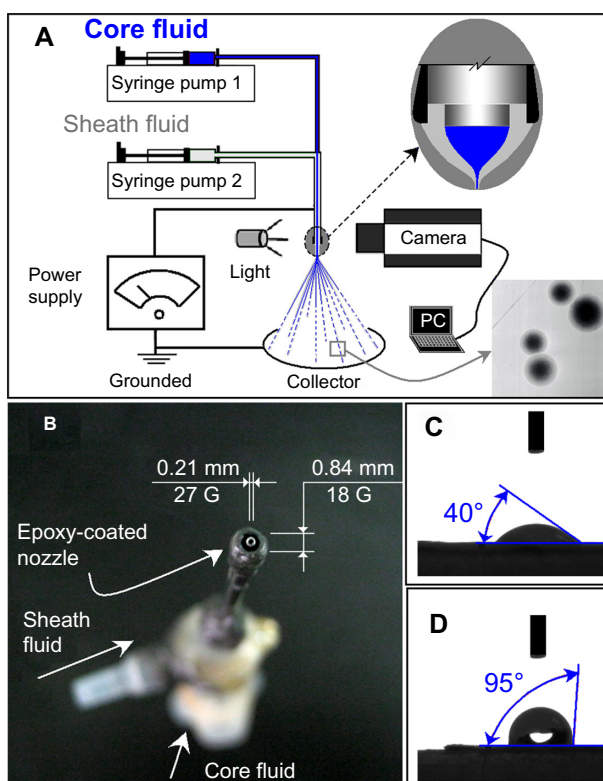 A
Core fluid
Syringe pump 1
Sheath fluid
Syringe pump 2
Power
supply
Light
Camera
PC
Grounded
Collector
B
0.21 mm
27 G
0.84 mm
18 G
Epoxy-coated
nozzle
Sheath
fluid
Core fluid
C
40°
D
95°